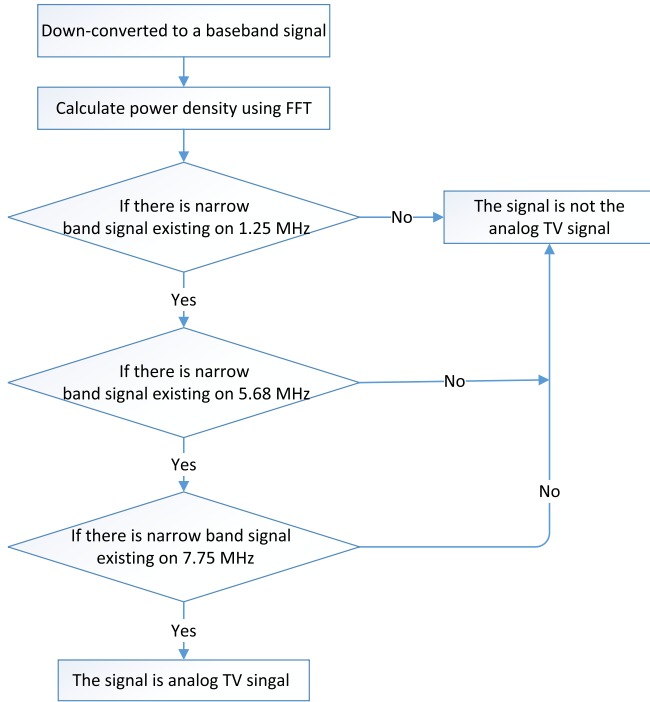 Down-converted to a baseband signal
Calculate power density using FFT
If there is narrow
band signal existing on 1.25 MHz
No
The signal is not the
analog TV signal
Yes
If there is narrow
band signal existing on 5.68 MHz
No
Yes
No
If there is narrow band signal
existing on 7.75 MHz
Yes
The signal is analog TV singal